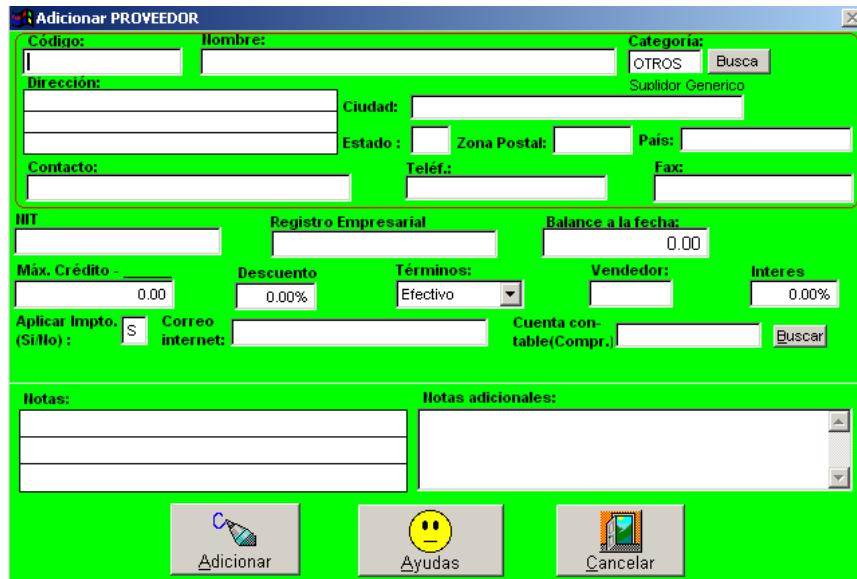 Adicionar PROVEEDOR
Código: Nombre: Categoría:
OTROS Busca
Dirección: Suplidor Generico
Ciudad:
Estado : Zona Postal: País:
Contacto: Teléf.: Fax:
NIT Registro Empresarial Balance a la fecha:
0.00
Máx. Crédito - ______ Descuento Términos: Vendedor: Interes
0.00 0.00% Efectivo 0.00%
Aplicar Impto. S Correo Cuenta con-
(Si/No) : internet: table(Compr.) Buscar
Notas: Notas adicionales:
Adicionar Ayudas Cancelar